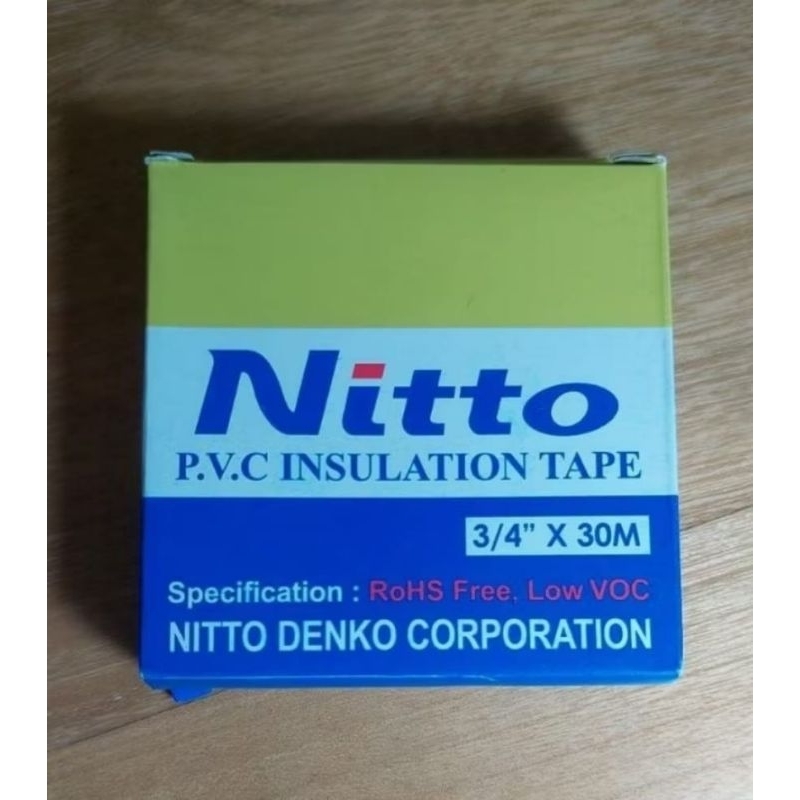 Nitto
P.V.C INSULATION TAPE
3/4” X 30M
Specification : RoHS Free, Low VOC
NITTO DENKO CORPORATION